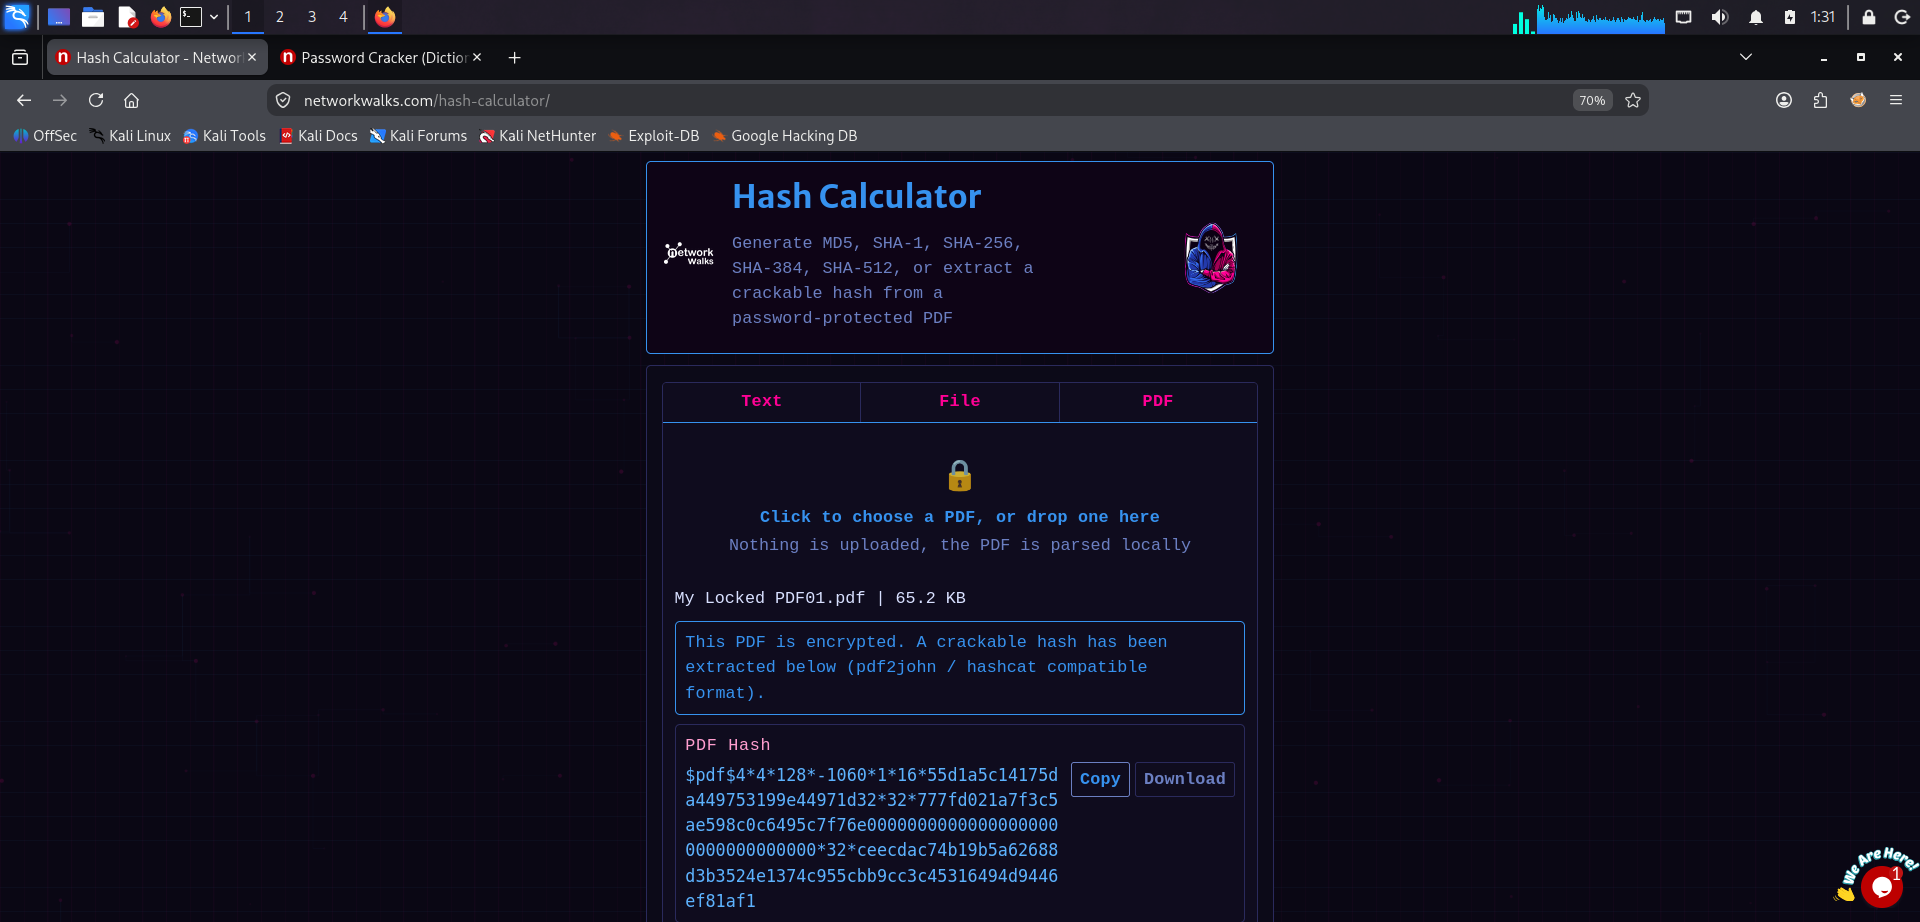 1 2 3 4 1:31
Hash Calculator - Networ Password Cracker (Diction
networkwalks.com/hash-calculator/ 70%
OffSec Kali Linux Kali Tools Kali Docs Kali Forums Kali NetHunter Exploit-DB Google Hacking DB
Hash Calculator
network walks
Generate MD5, SHA-1, SHA-256,
SHA-384, SHA-512, or extract a
crackable hash from a
password-protected PDF
Text File PDF
Click to choose a PDF, or drop one here
Nothing is uploaded, the PDF is parsed locally
My Locked PDF01.pdf | 65.2 KB
This PDF is encrypted. A crackable hash has been
extracted below (pdf2john / hashcat compatible
format).
PDF Hash
$pdf$4*4*128*-1060*1*16*55d1a5c14175d
a449753199e44971d32*32*777fd021a7f3c5
ae598c0c6495c7f76e0000000000000000000
0000000000000*32*ceecdac74b19b5a62688
d3b3524e1374c955cbb9cc3c45316494d9446
ef81af1
Copy Download
We Are Here!
1